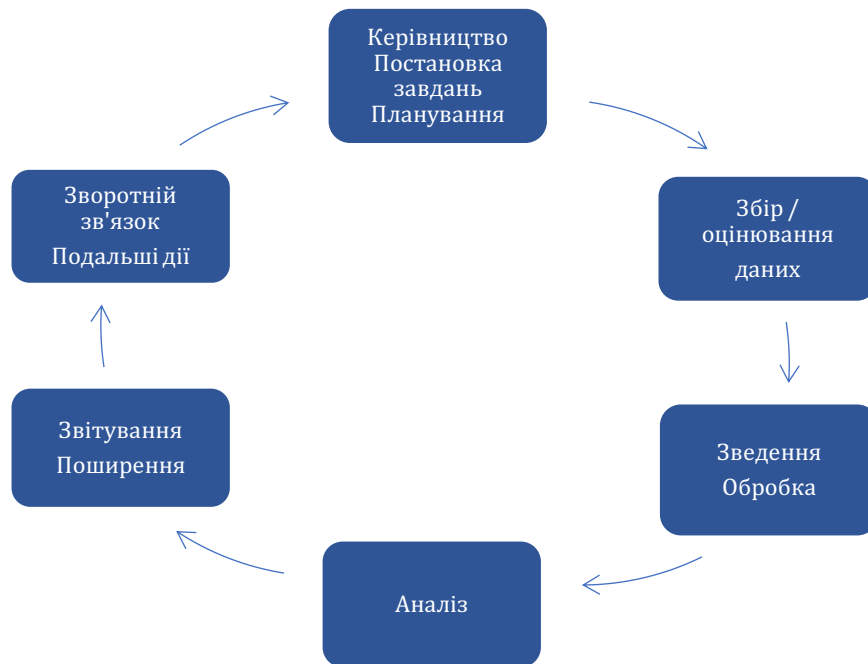 Керівництво
Постановка
завдань
Планування
Збір /
оцінювання
даних
Зведення
Обробка
Аналіз
Звітування
Поширення
Зворотній
зв'язок
Подальші дії